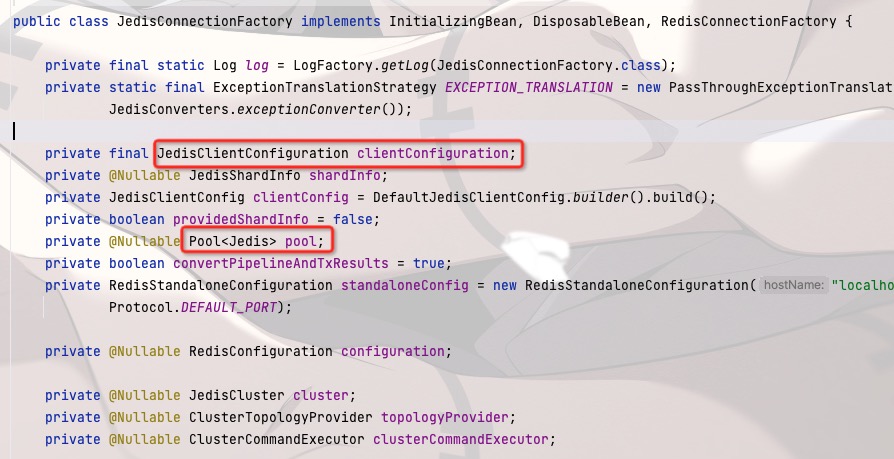 public class JedisConnectionFactory implements InitializingBean, DisposableBean, RedisConnectionFactory {
private final static Log log = LogFactory.getLog(JedisConnectionFactory.class);
private static final ExceptionTranslationStrategy EXCEPTION_TRANSLATION = new PassThroughExceptionTranslat
JedisConverters.exceptionConverter());
private final JedisClientConfiguration clientConfiguration;
private @Nullable JedisShardInfo shardInfo;
private JedisClientConfig clientConfig = DefaultJedisClientConfig.builder().build();
private boolean providedShardInfo = false;
private @Nullable Pool<Jedis> pool;
private boolean convertPipelineAndTxResults = true;
private RedisStandaloneConfiguration standaloneConfig = new RedisStandaloneConfiguration( hostName: "localho
Protocol.DEFAULT_PORT);
private @Nullable RedisConfiguration configuration;
private @Nullable JedisCluster cluster;
private @Nullable ClusterTopologyProvider topologyProvider;
private @Nullable ClusterCommandExecutor clusterCommandExecutor;